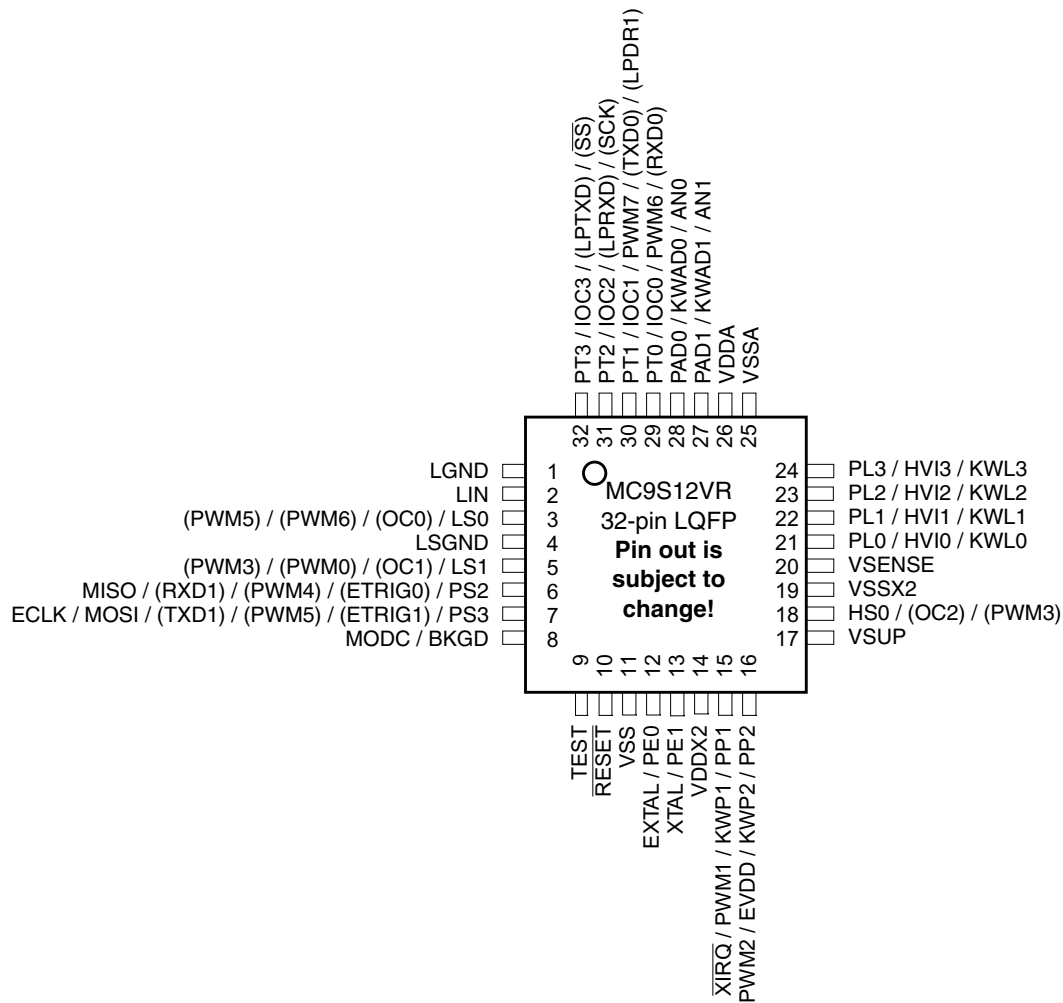 PT3 / IOC3 / (LPTXD) / (S̅S̅)
PT2 / IOC2 / (LPRXD) / (SCK)
PT1 / IOC1 / PWM7 / (TXD0) / (LPDR1)
PT0 / IOC0 / PWM6 / (RXD0)
PAD0 / KWAD0 / AN0
PAD1 / KWAD1 / AN1
VDDA
VSSA
32 31 30 29 28 27 26 25
LGND 1
LIN 2
(PWM5) / (PWM6) / (OC0) / LS0 3
LSGND 4
(PWM3) / (PWM0) / (OC1) / LS1 5
MISO / (RXD1) / (PWM4) / (ETRIG0) / PS2 6
ECLK / MOSI / (TXD1) / (PWM5) / (ETRIG1) / PS3 7
MODC / BKGD 8
MC9S12VR
32-pin LQFP
Pin out is
subject to
change!
24 PL3 / HVI3 / KWL3
23 PL2 / HVI2 / KWL2
22 PL1 / HVI1 / KWL1
21 PL0 / HVI0 / KWL0
20 VSENSE
19 VSSX2
18 HS0 / (OC2) / (PWM3)
17 VSUP
9 10 11 12 13 14 15 16
TEST
R̅E̅S̅E̅T̅
VSS
EXTAL / PE0
XTAL / PE1
VDDX2
X̅I̅R̅Q̅ / PWM1 / KWP1 / PP1
PWM2 / EVDD / KWP2 / PP2